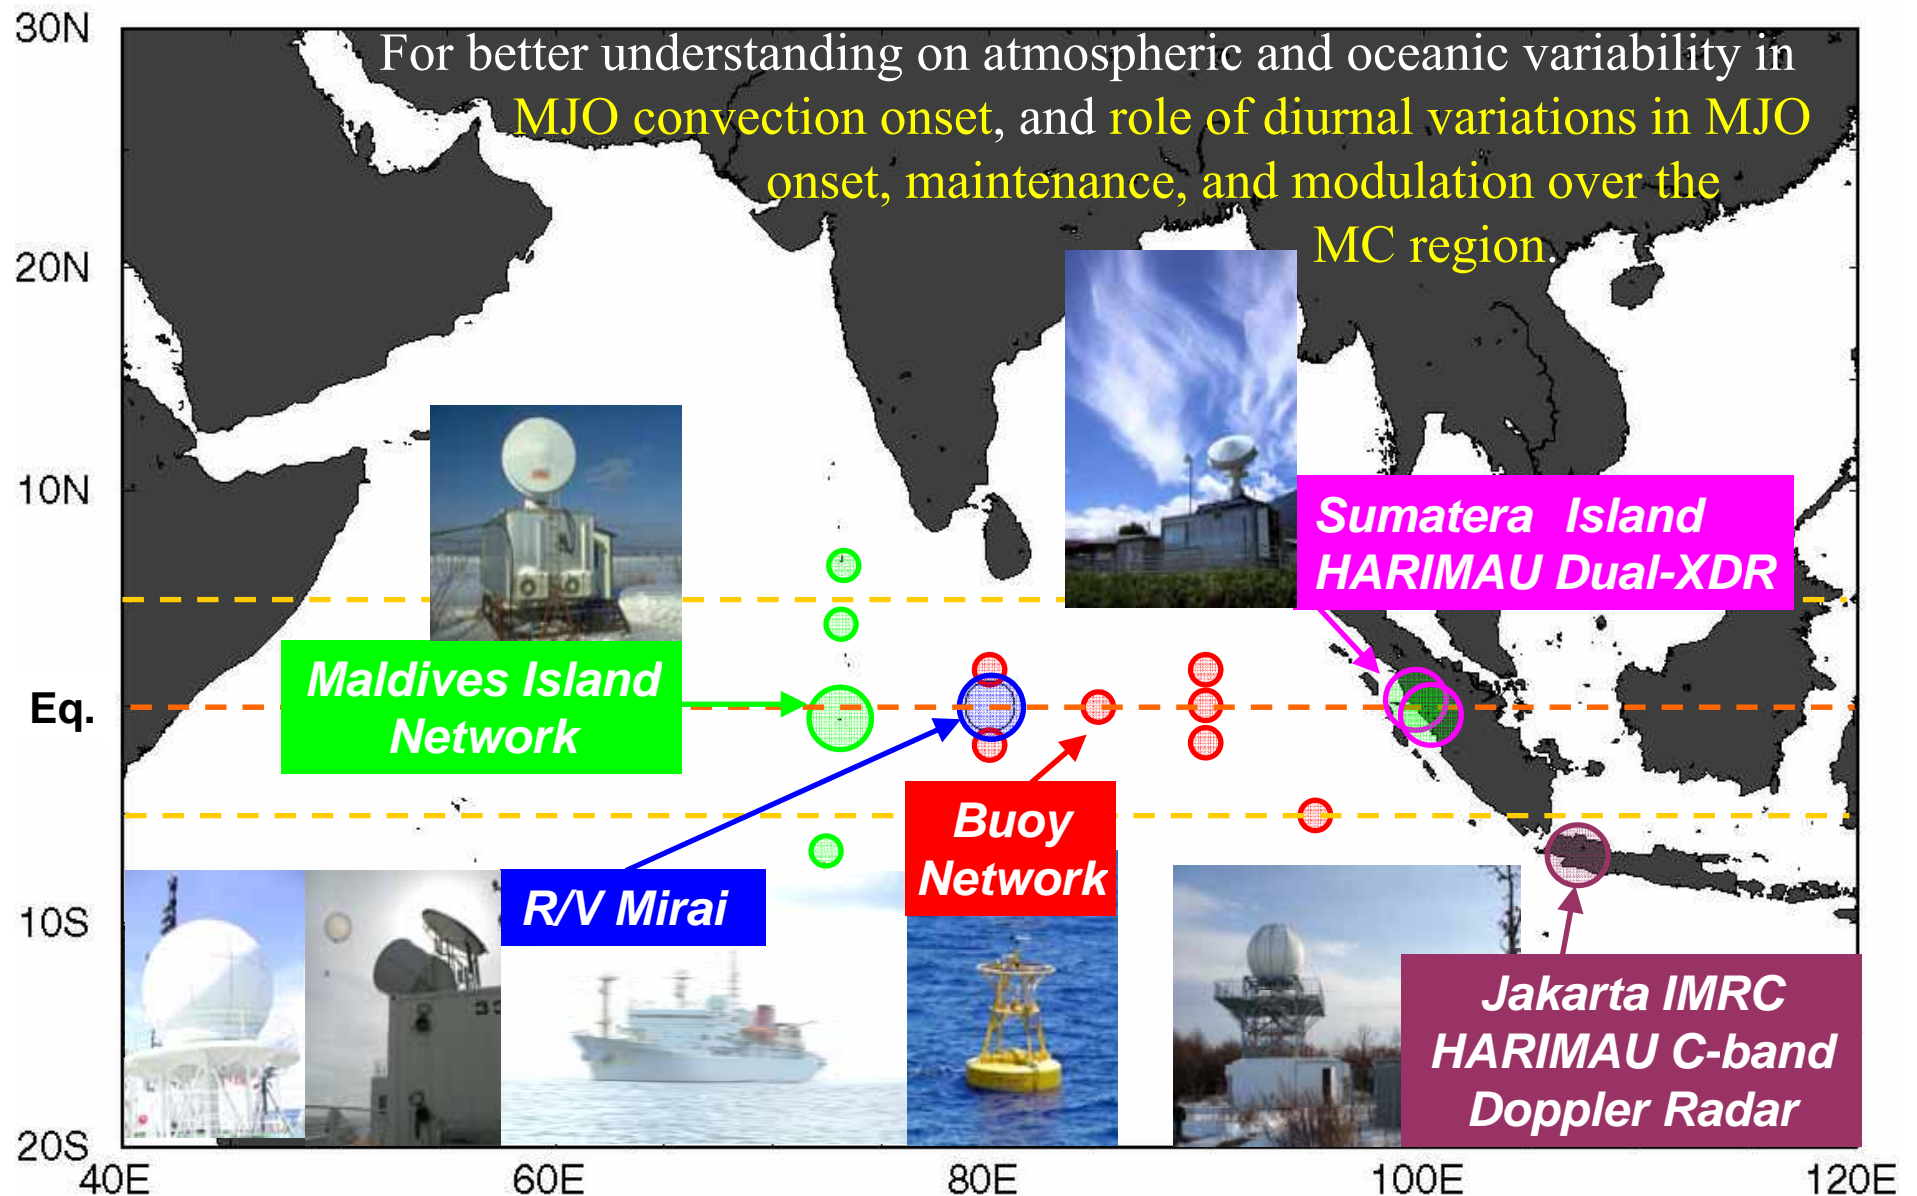 30N
For better understanding on atmospheric and oceanic variability in
MJO convection onset, and role of diurnal variations in MJO
onset, maintenance, and modulation over the
MC region.
20N
10N
Sumatera Island
HARIMAU Dual-XDR
Maldives Island
Network
Eq.
Buoy
Network
R/V Mirai
10S
Jakarta IMRC
HARIMAU C-band
Doppler Radar
20S
40E
60E
80E
100E
120E